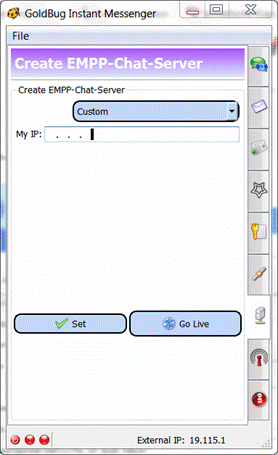 GoldBug Instant Messenger
File
Create EMPP-Chat-Server
Create EMPP-Chat-Server
Custom
My IP: . . .
Set
Go Live
External IP: 19.115.1